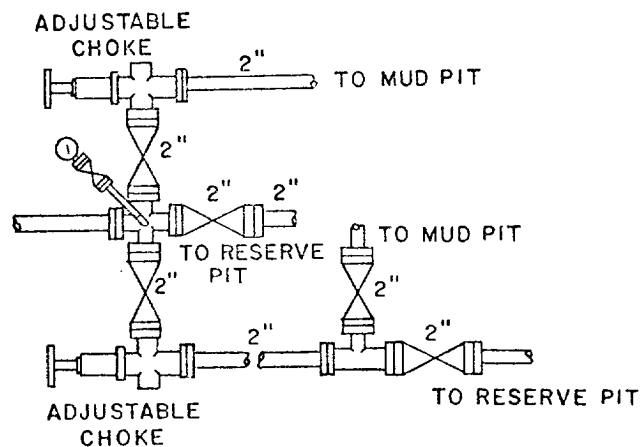 ADJUSTABLE
CHOKE
2"
TO MUD PIT
2"
2"
2"
TO RESERVE
PIT
TO MUD PIT
2"
2"
2"
2"
TO RESERVE PIT
ADJUSTABLE
CHOKE